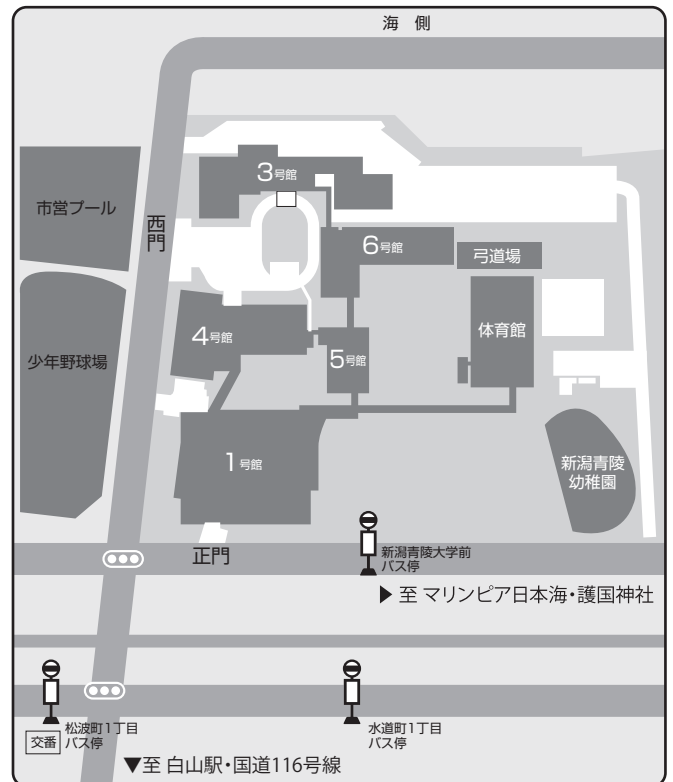 海 側
3号館
市営プール
西門
6号館
弓道場
4号館
体育館
5号館
少年野球場
1号館
新潟青陵
幼稚園
正門
新潟青陵大学前
バス停
▶至 マリンピア日本海・護国神社
松波町1丁目
バス停
交番
水道町1丁目
バス停
▼至 白山駅・国道116号線